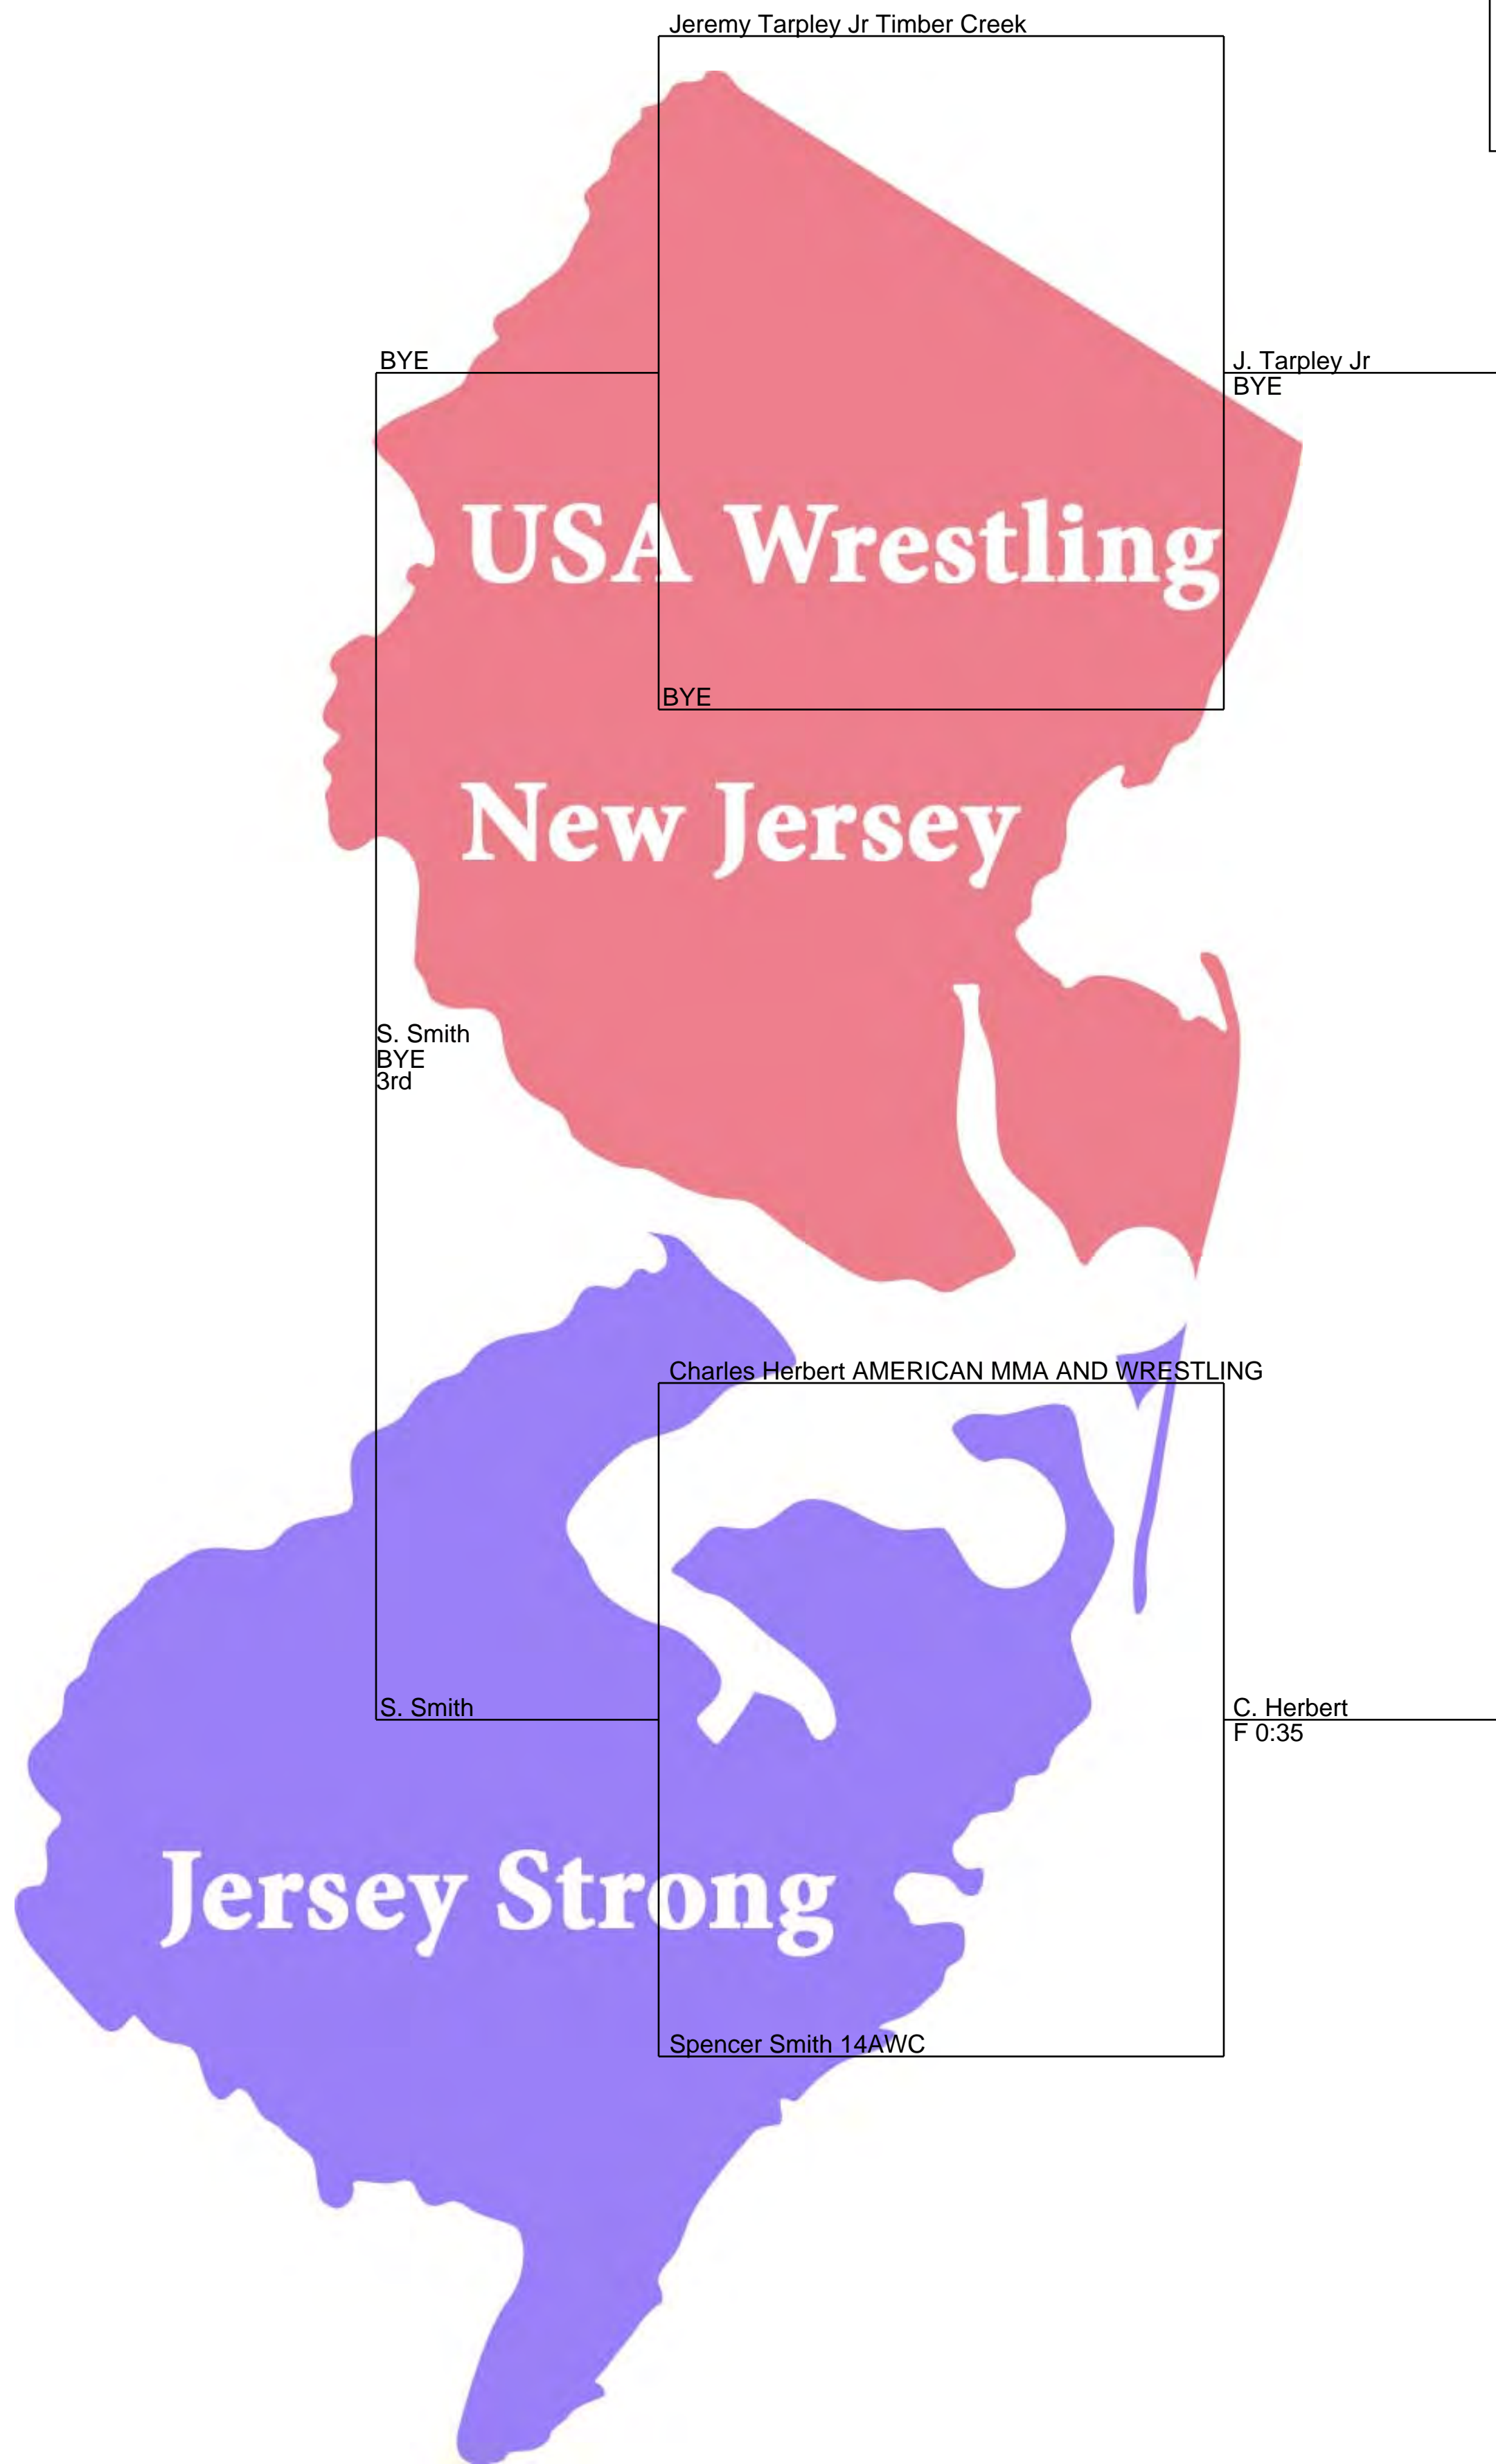 Jeremy Tarpley Jr Timber Creek
BYE
J. Tarpley Jr
BYE
USA Wrestling
BYE
New Jersey
S. Smith
BYE
3rd
Charles Herbert AMERICAN MMA AND WRESTLING
S. Smith
C. Herbert
F 0:35
Jersey Strong
Spencer Smith 14AWC